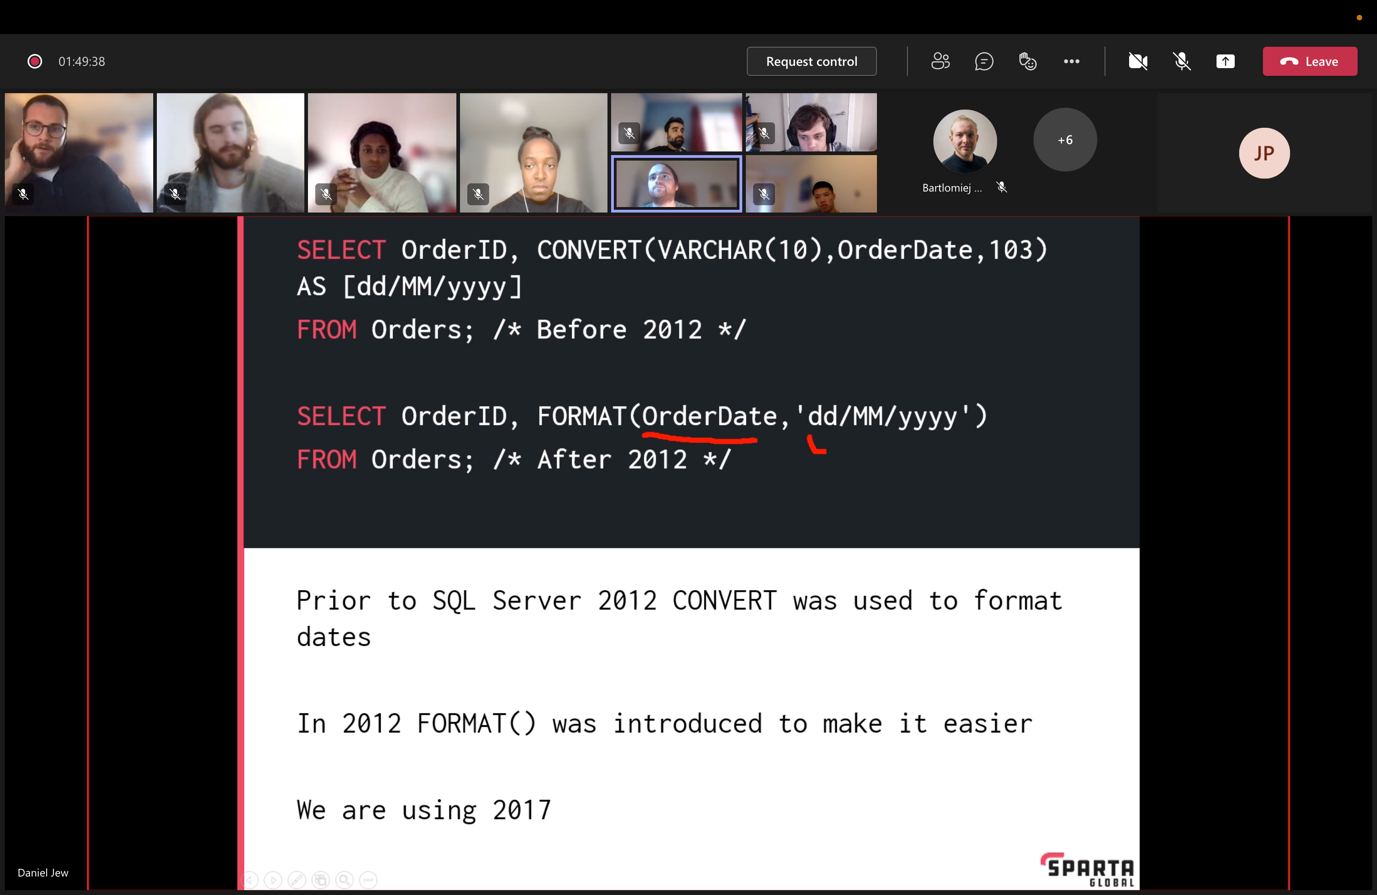 01:49:38
Request control
Leave
Bartlomiej ...
+6
JP
SELECT OrderID, CONVERT(VARCHAR(10),OrderDate,103)
AS [dd/MM/yyyy]
FROM Orders; /* Before 2012 */
SELECT OrderID, FORMAT(OrderDate,'dd/MM/yyyy')
FROM Orders; /* After 2012 */
Prior to SQL Server 2012 CONVERT was used to format
dates
In 2012 FORMAT() was introduced to make it easier
We are using 2017
Daniel Jew
SPARTA
GLOBAL